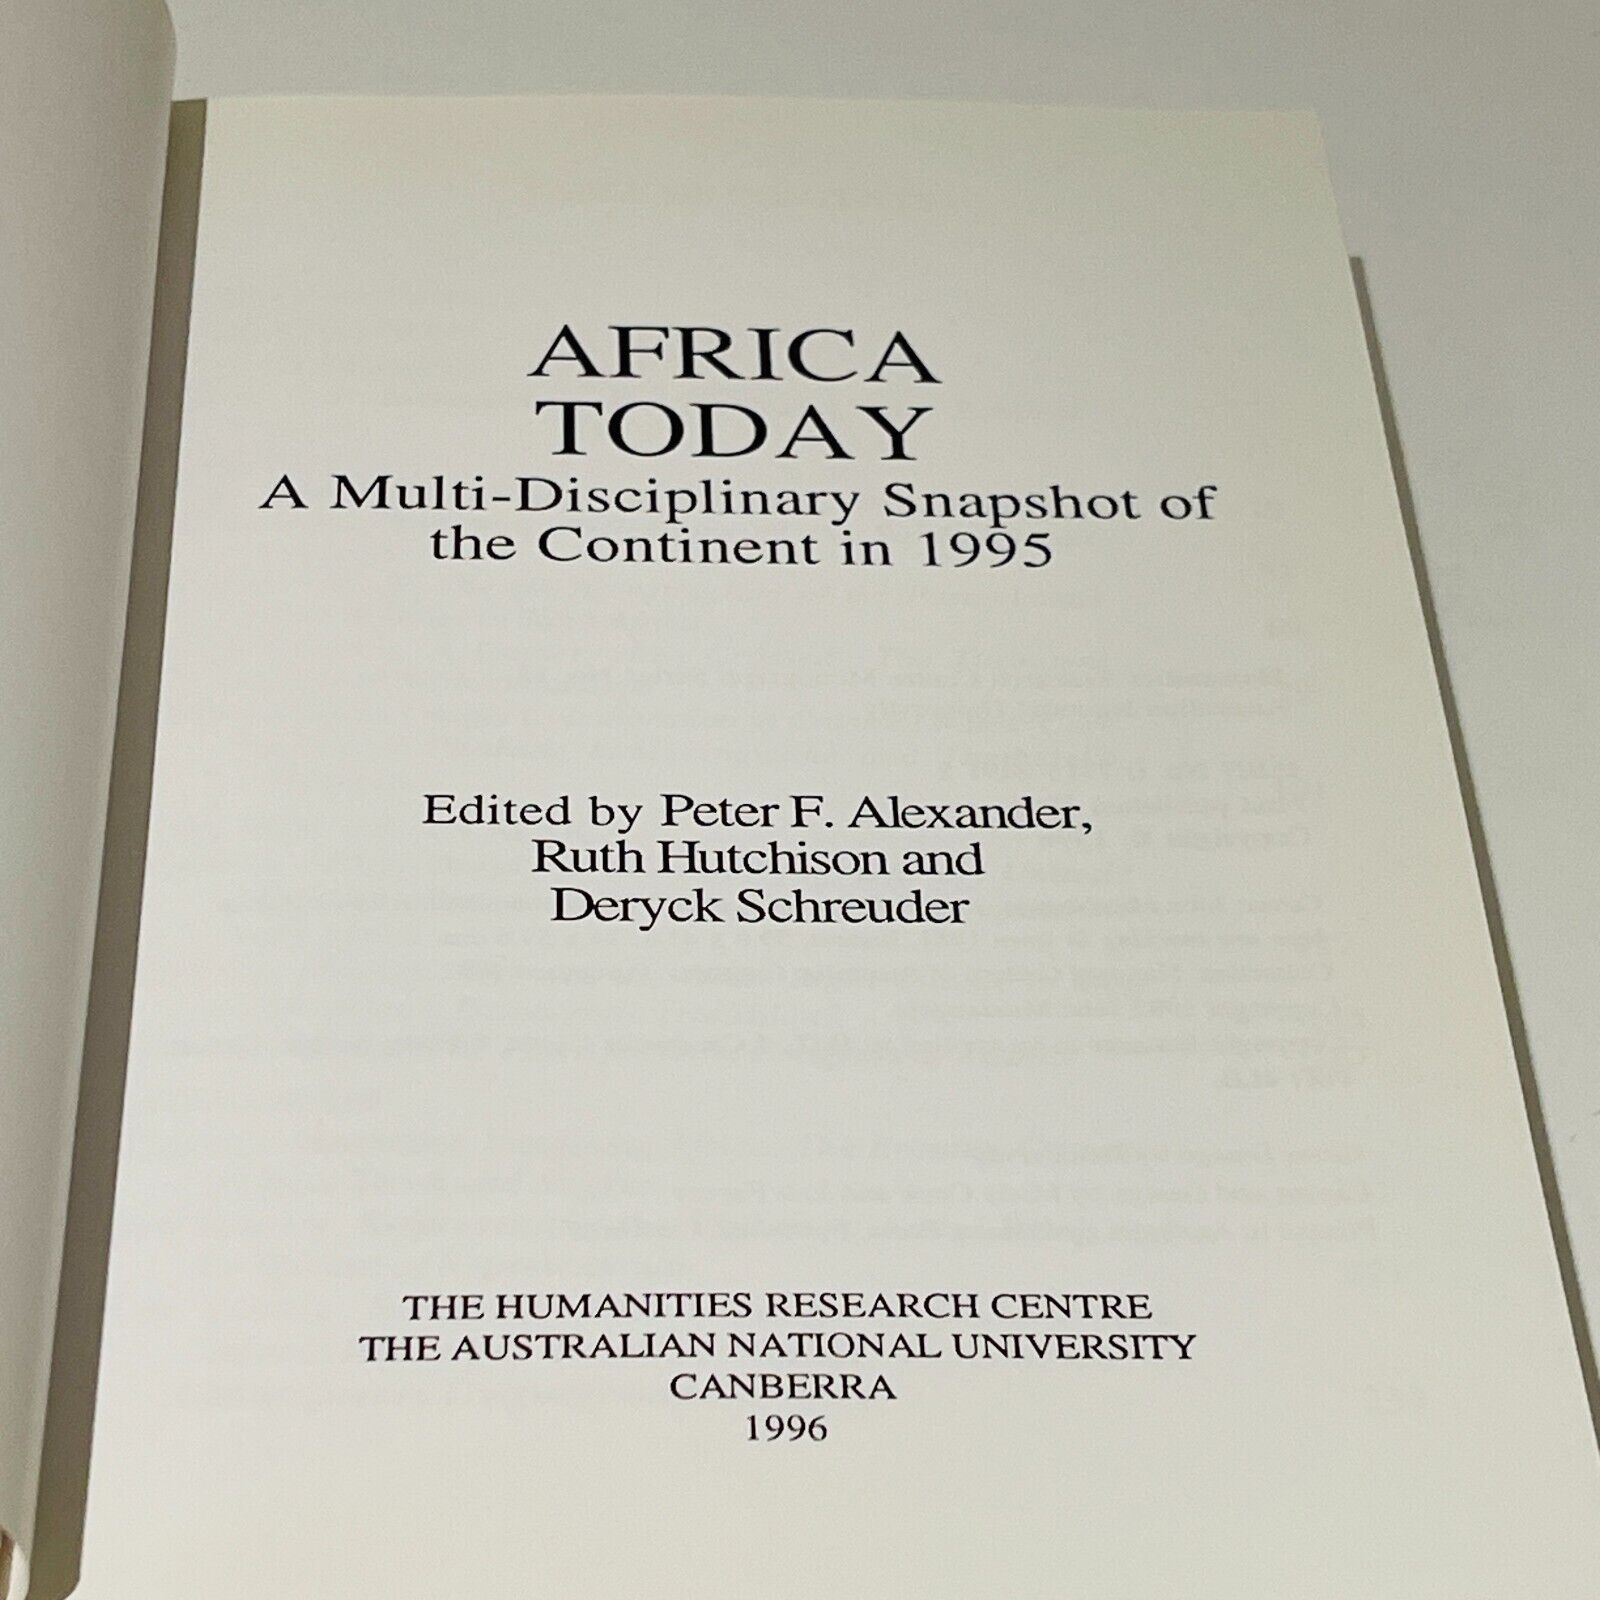 AFRICA
TODAY
A Multi-Disciplinary Snapshot of
the Continent in 1995
Edited by Peter F. Alexander,
Ruth Hutchison and
Deryck Schreuder
THE HUMANITIES RESEARCH CENTRE
THE AUSTRALIAN NATIONAL UNIVERSITY
CANBERRA
1996